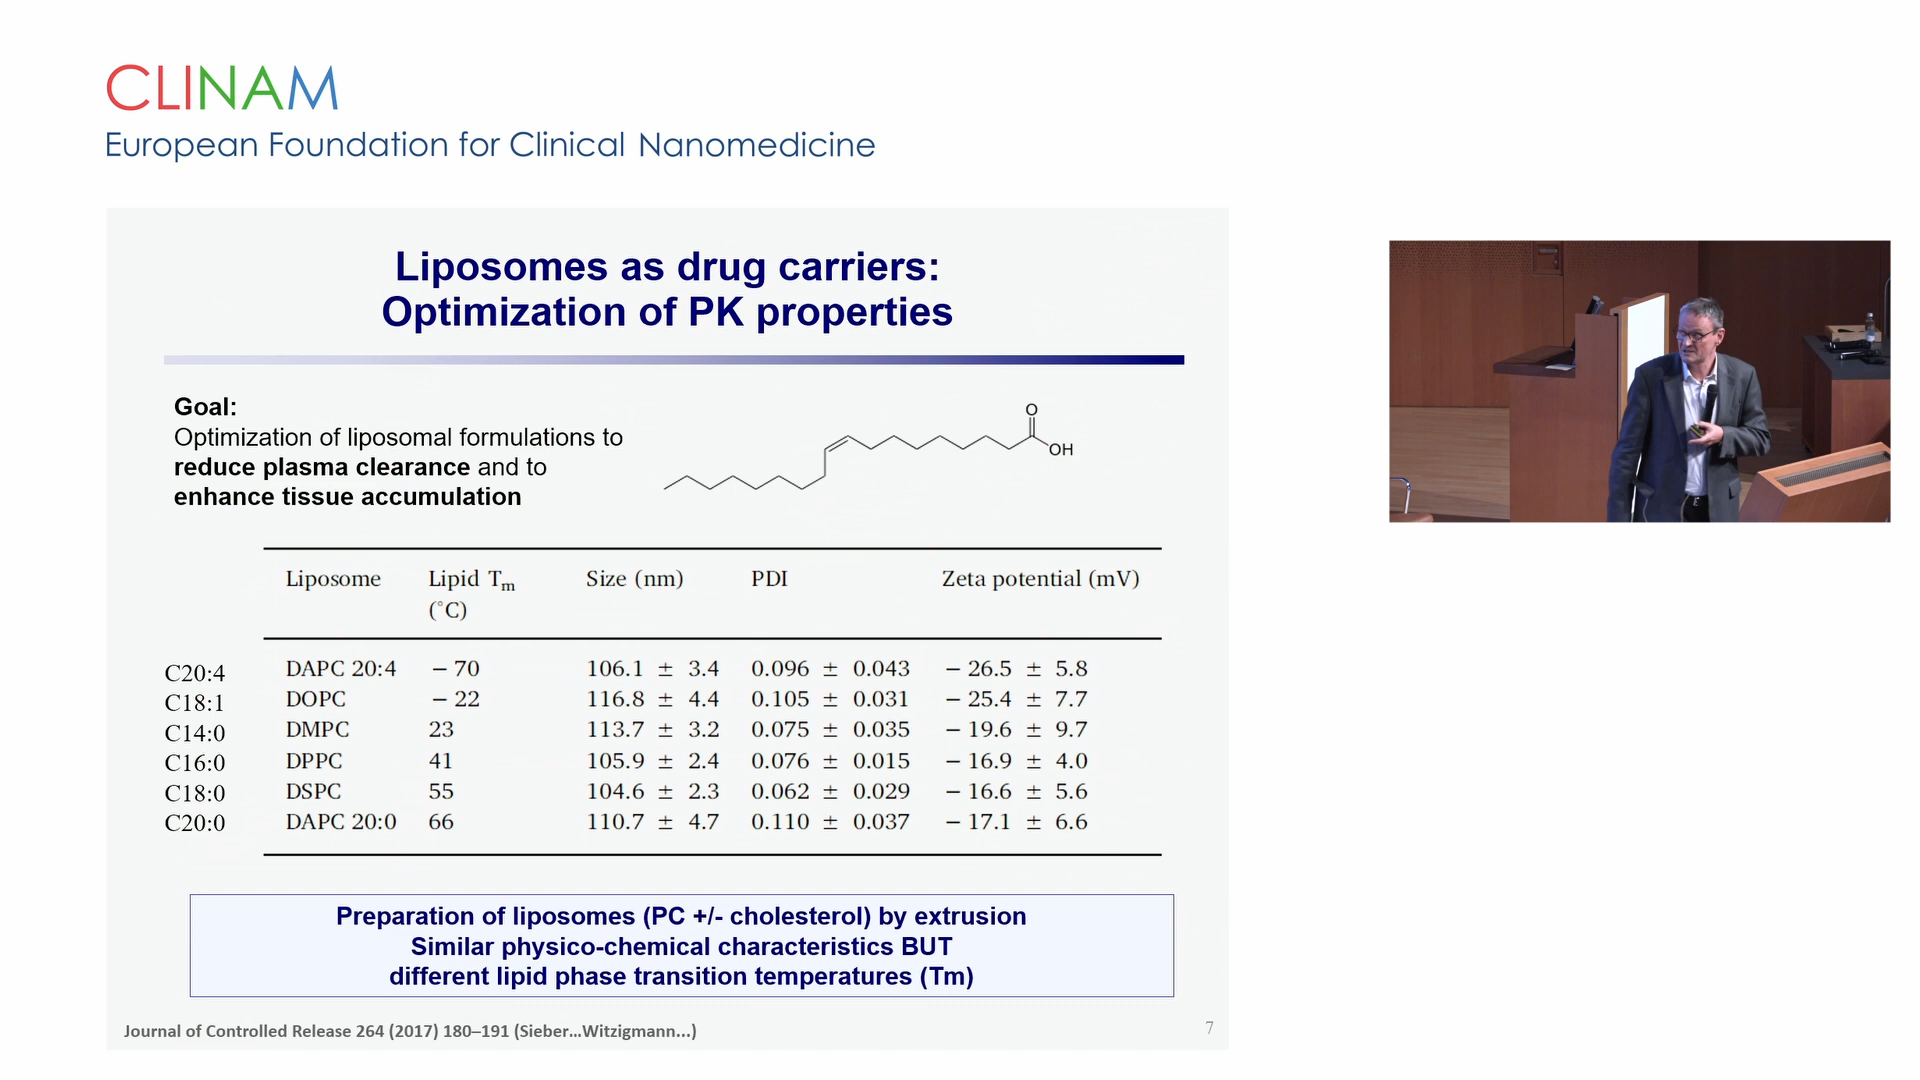 CLINAM
European Foundation for Clinical Nanomedicine
Liposomes as drug carriers:
Optimization of PK properties
Goal:
Optimization of liposomal formulations to
reduce plasma clearance and to
enhance tissue accumulation
O
OH
Liposome Lipid Tm (°C) Size (nm) PDI Zeta potential (mV)
C20:4 DAPC 20:4 − 70 106.1 ± 3.4 0.096 ± 0.043 − 26.5 ± 5.8
C18:1 DOPC − 22 116.8 ± 4.4 0.105 ± 0.031 − 25.4 ± 7.7
C14:0 DMPC 23 113.7 ± 3.2 0.075 ± 0.035 − 19.6 ± 9.7
C16:0 DPPC 41 105.9 ± 2.4 0.076 ± 0.015 − 16.9 ± 4.0
C18:0 DSPC 55 104.6 ± 2.3 0.062 ± 0.029 − 16.6 ± 5.6
C20:0 DAPC 20:0 66 110.7 ± 4.7 0.110 ± 0.037 − 17.1 ± 6.6
Preparation of liposomes (PC +/- cholesterol) by extrusion
Similar physico-chemical characteristics BUT
different lipid phase transition temperatures (Tm)
Journal of Controlled Release 264 (2017) 180–191 (Sieber...Witzigmann...)
7